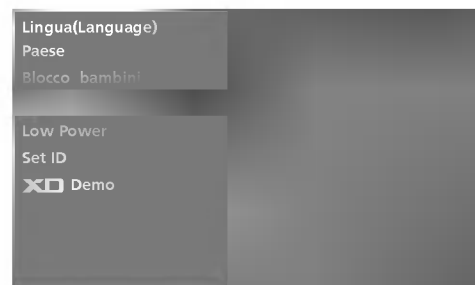 Lingua(Language)
Paese
Blocco bambini
Low Power
Set ID
XD Demo